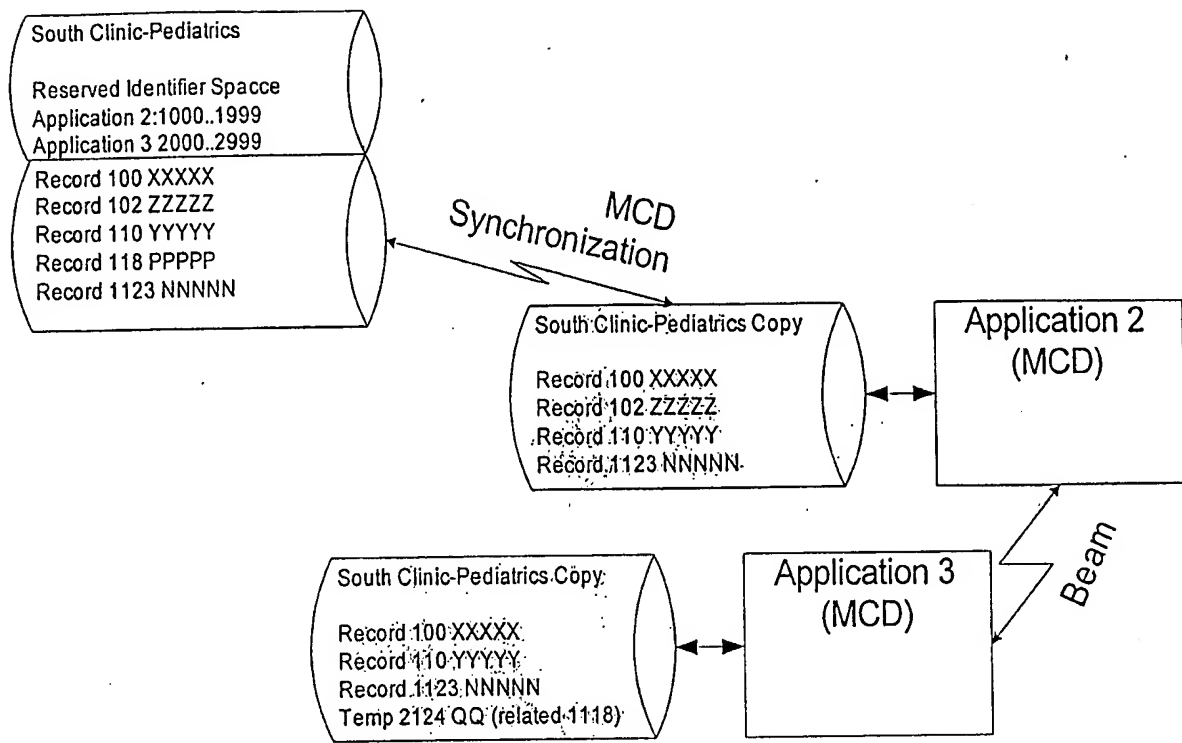 South Clinic-Pediatrics
Reserved Identifier Spacce
Application 2:1000..1999
Application 3 2000..2999
Record 100 XXXXX
Record 102 ZZZZZ
Record 110 YYYYY
Record 118 PPPPP
Record 1123 NNNNN
MCD
Synchronization
South Clinic-Pediatrics Copy
Record 100 XXXXX
Record 102 ZZZZZ
Record 110 YYYYY
Record 1123 NNNNN
Application 2
(MCD)
Beam
South Clinic-Pediatrics Copy
Record 100 XXXXX
Record 110 YYYYY
Record 1123 NNNNN
Temp 2124 QQ (related 1118)
Application 3
(MCD)